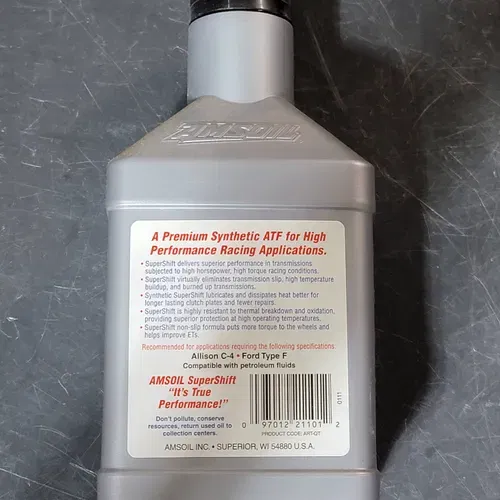 AMSOIL
A Premium Synthetic ATF for High
Performance Racing Applications.
• SuperShift delivers superior performance in transmissions
subjected to high horsepower, high torque racing conditions.
• SuperShift virtually eliminates transmission slip, high temperature
buildup, and burned up transmissions.
• Synthetic SuperShift lubricates and dissipates heat better for
longer lasting clutch plates and fewer repairs.
• SuperShift is highly resistant to thermal breakdown and oxidation,
providing superior protection at high operating temperatures.
• SuperShift non-slip formula puts more torque to the wheels and
helps improve ETs.
Recommended for applications requiring the following specifications:
Allison C-4 • Ford Type F
Compatible with petroleum fluids
AMSOIL SuperShift
"It's True
Performance!"
Don't pollute, conserve
resources, return used oil to
collection centers.
0111
0 97012 21101 2
PRODUCT CODE: ART-QT
AMSOIL INC. • SUPERIOR, WI 54880 U.S.A.